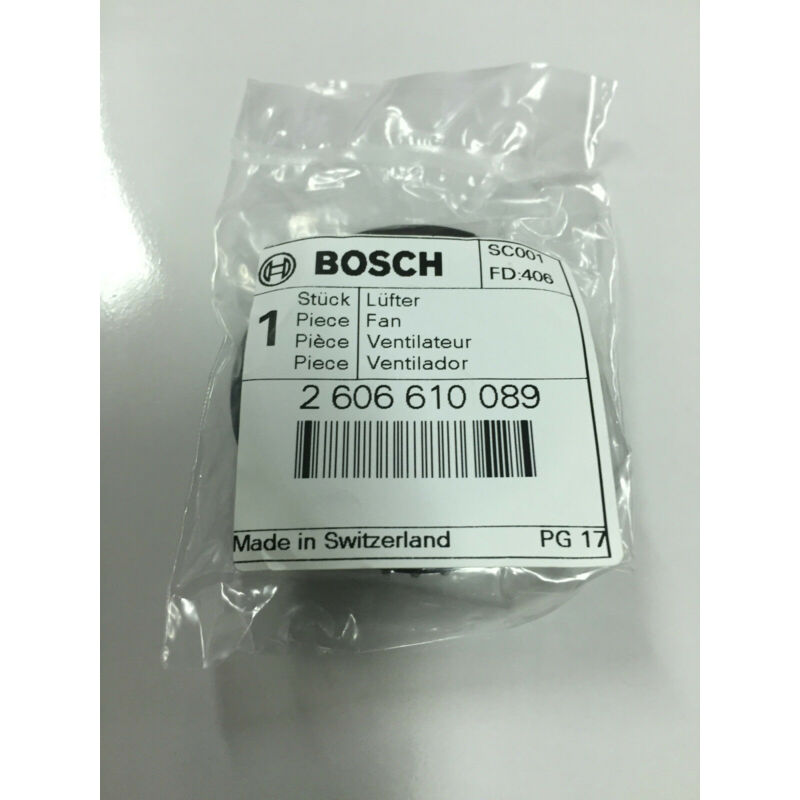 BOSCH
SC001
FD:406
1
Stück Lüfter
Piece Fan
Pièce Ventilateur
Piece Ventilador
2 606 610 089
Made in Switzerland PG 17